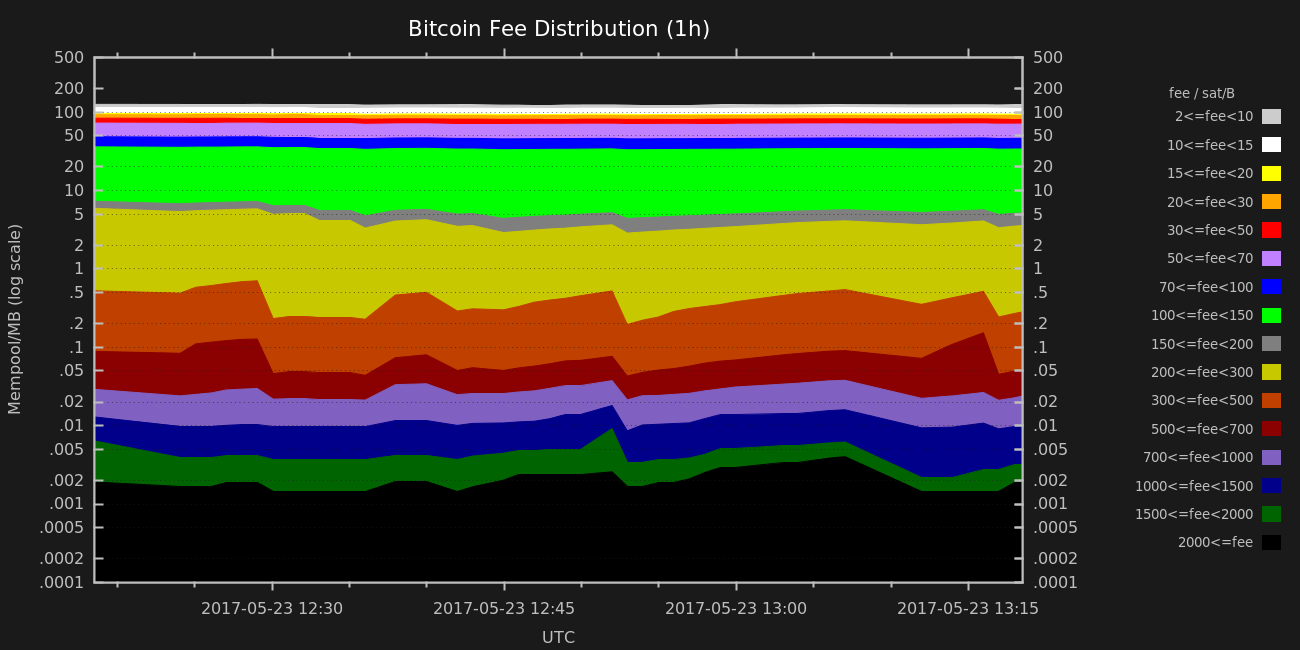 Bitcoin Fee Distribution (1h)
500
200
100
50
20
10
5
2
1
.5
.2
.1
.05
.02
.01
.005
.002
.001
.0005
.0002
.0001
Mempool/MB (log scale)
500
200
100
50
20
10
5
2
1
.5
.2
.1
.05
.02
.01
.005
.002
.001
.0005
.0002
.0001
2017-05-23 12:30
2017-05-23 12:45
2017-05-23 13:00
2017-05-23 13:15
UTC
fee / sat/B
2<=fee<10
10<=fee<15
15<=fee<20
20<=fee<30
30<=fee<50
50<=fee<70
70<=fee<100
100<=fee<150
150<=fee<200
200<=fee<300
300<=fee<500
500<=fee<700
700<=fee<1000
1000<=fee<1500
1500<=fee<2000
2000<=fee